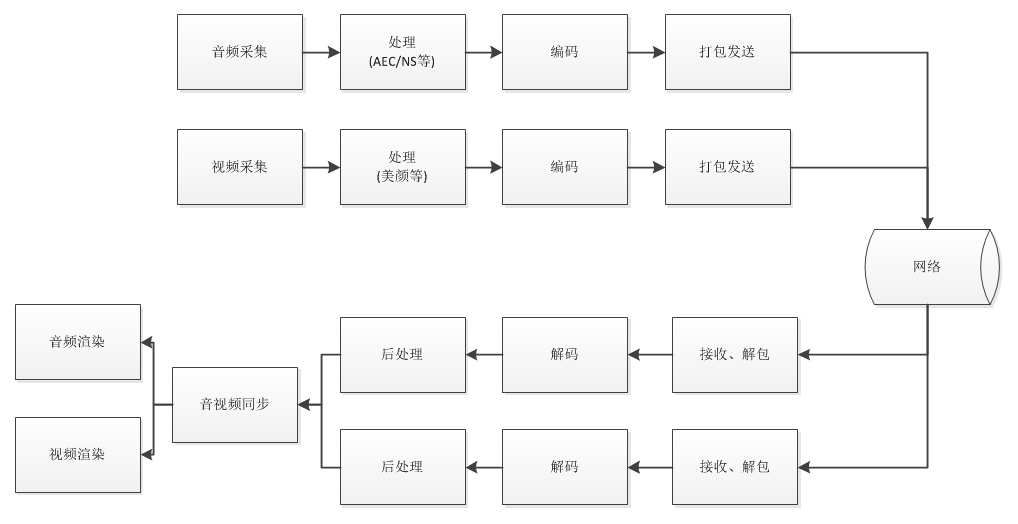 音频采集
处理
(AEC/NS等)
编码
打包发送
视频采集
处理
(美颜等)
编码
打包发送
网络
音频渲染
后处理
解码
接收、解包
音视频同步
视频渲染
后处理
解码
接收、解包